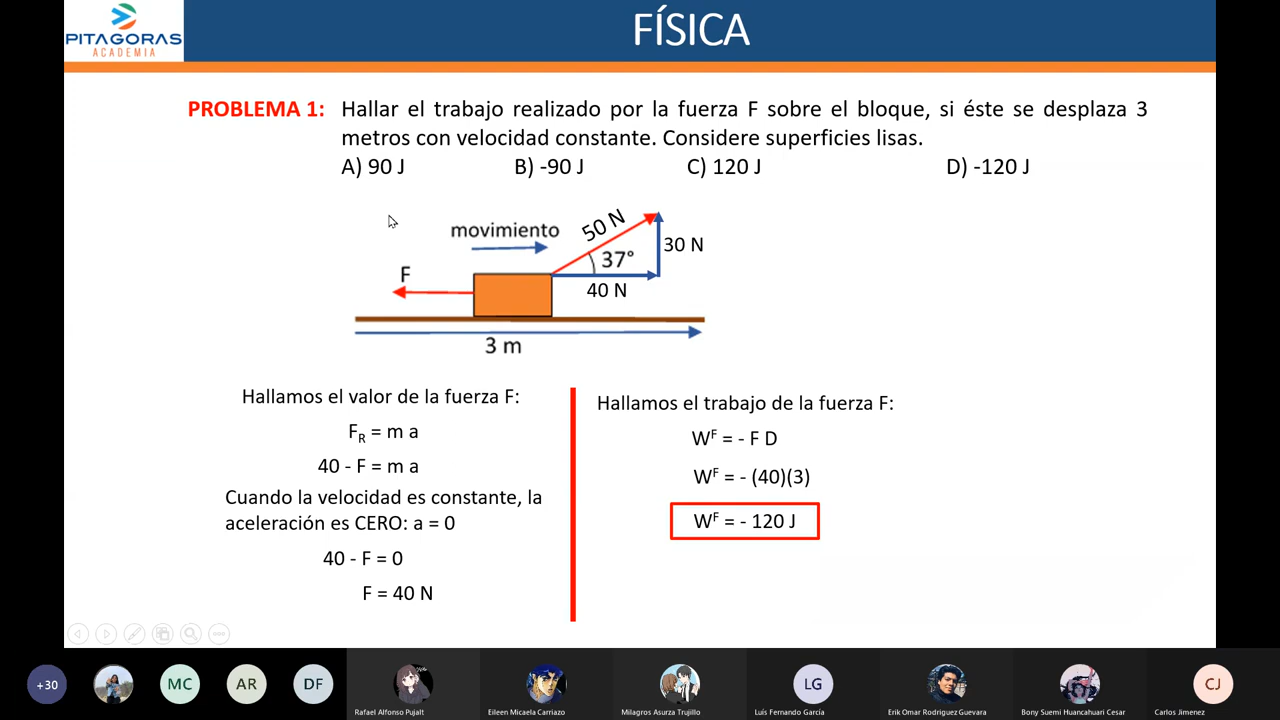 PITAGORAS
ACADEMIA
FÍSICA
PROBLEMA 1: Hallar el trabajo realizado por la fuerza F sobre el bloque, si éste se desplaza 3
metros con velocidad constante. Considere superficies lisas.
A) 90 J B) -90 J C) 120 J D) -120 J
movimiento
50 N
30 N
37°
F
40 N
3 m
Hallamos el valor de la fuerza F:
FR = m a
40 - F = m a
Cuando la velocidad es constante, la
aceleración es CERO: a = 0
40 - F = 0
F = 40 N
Hallamos el trabajo de la fuerza F:
WF = - F D
WF = - (40)(3)
WF = - 120 J
+30
MC
AR
DF
LG
CJ
Rafael Alfonso Pujalt
Eileen Micaela Carriazo
Milagros Asurza Trujillo
Luis Fernando García
Erik Omar Rodriguez Guevara
Bony Suemi Huancahuari Cesar
Carlos Jimenez